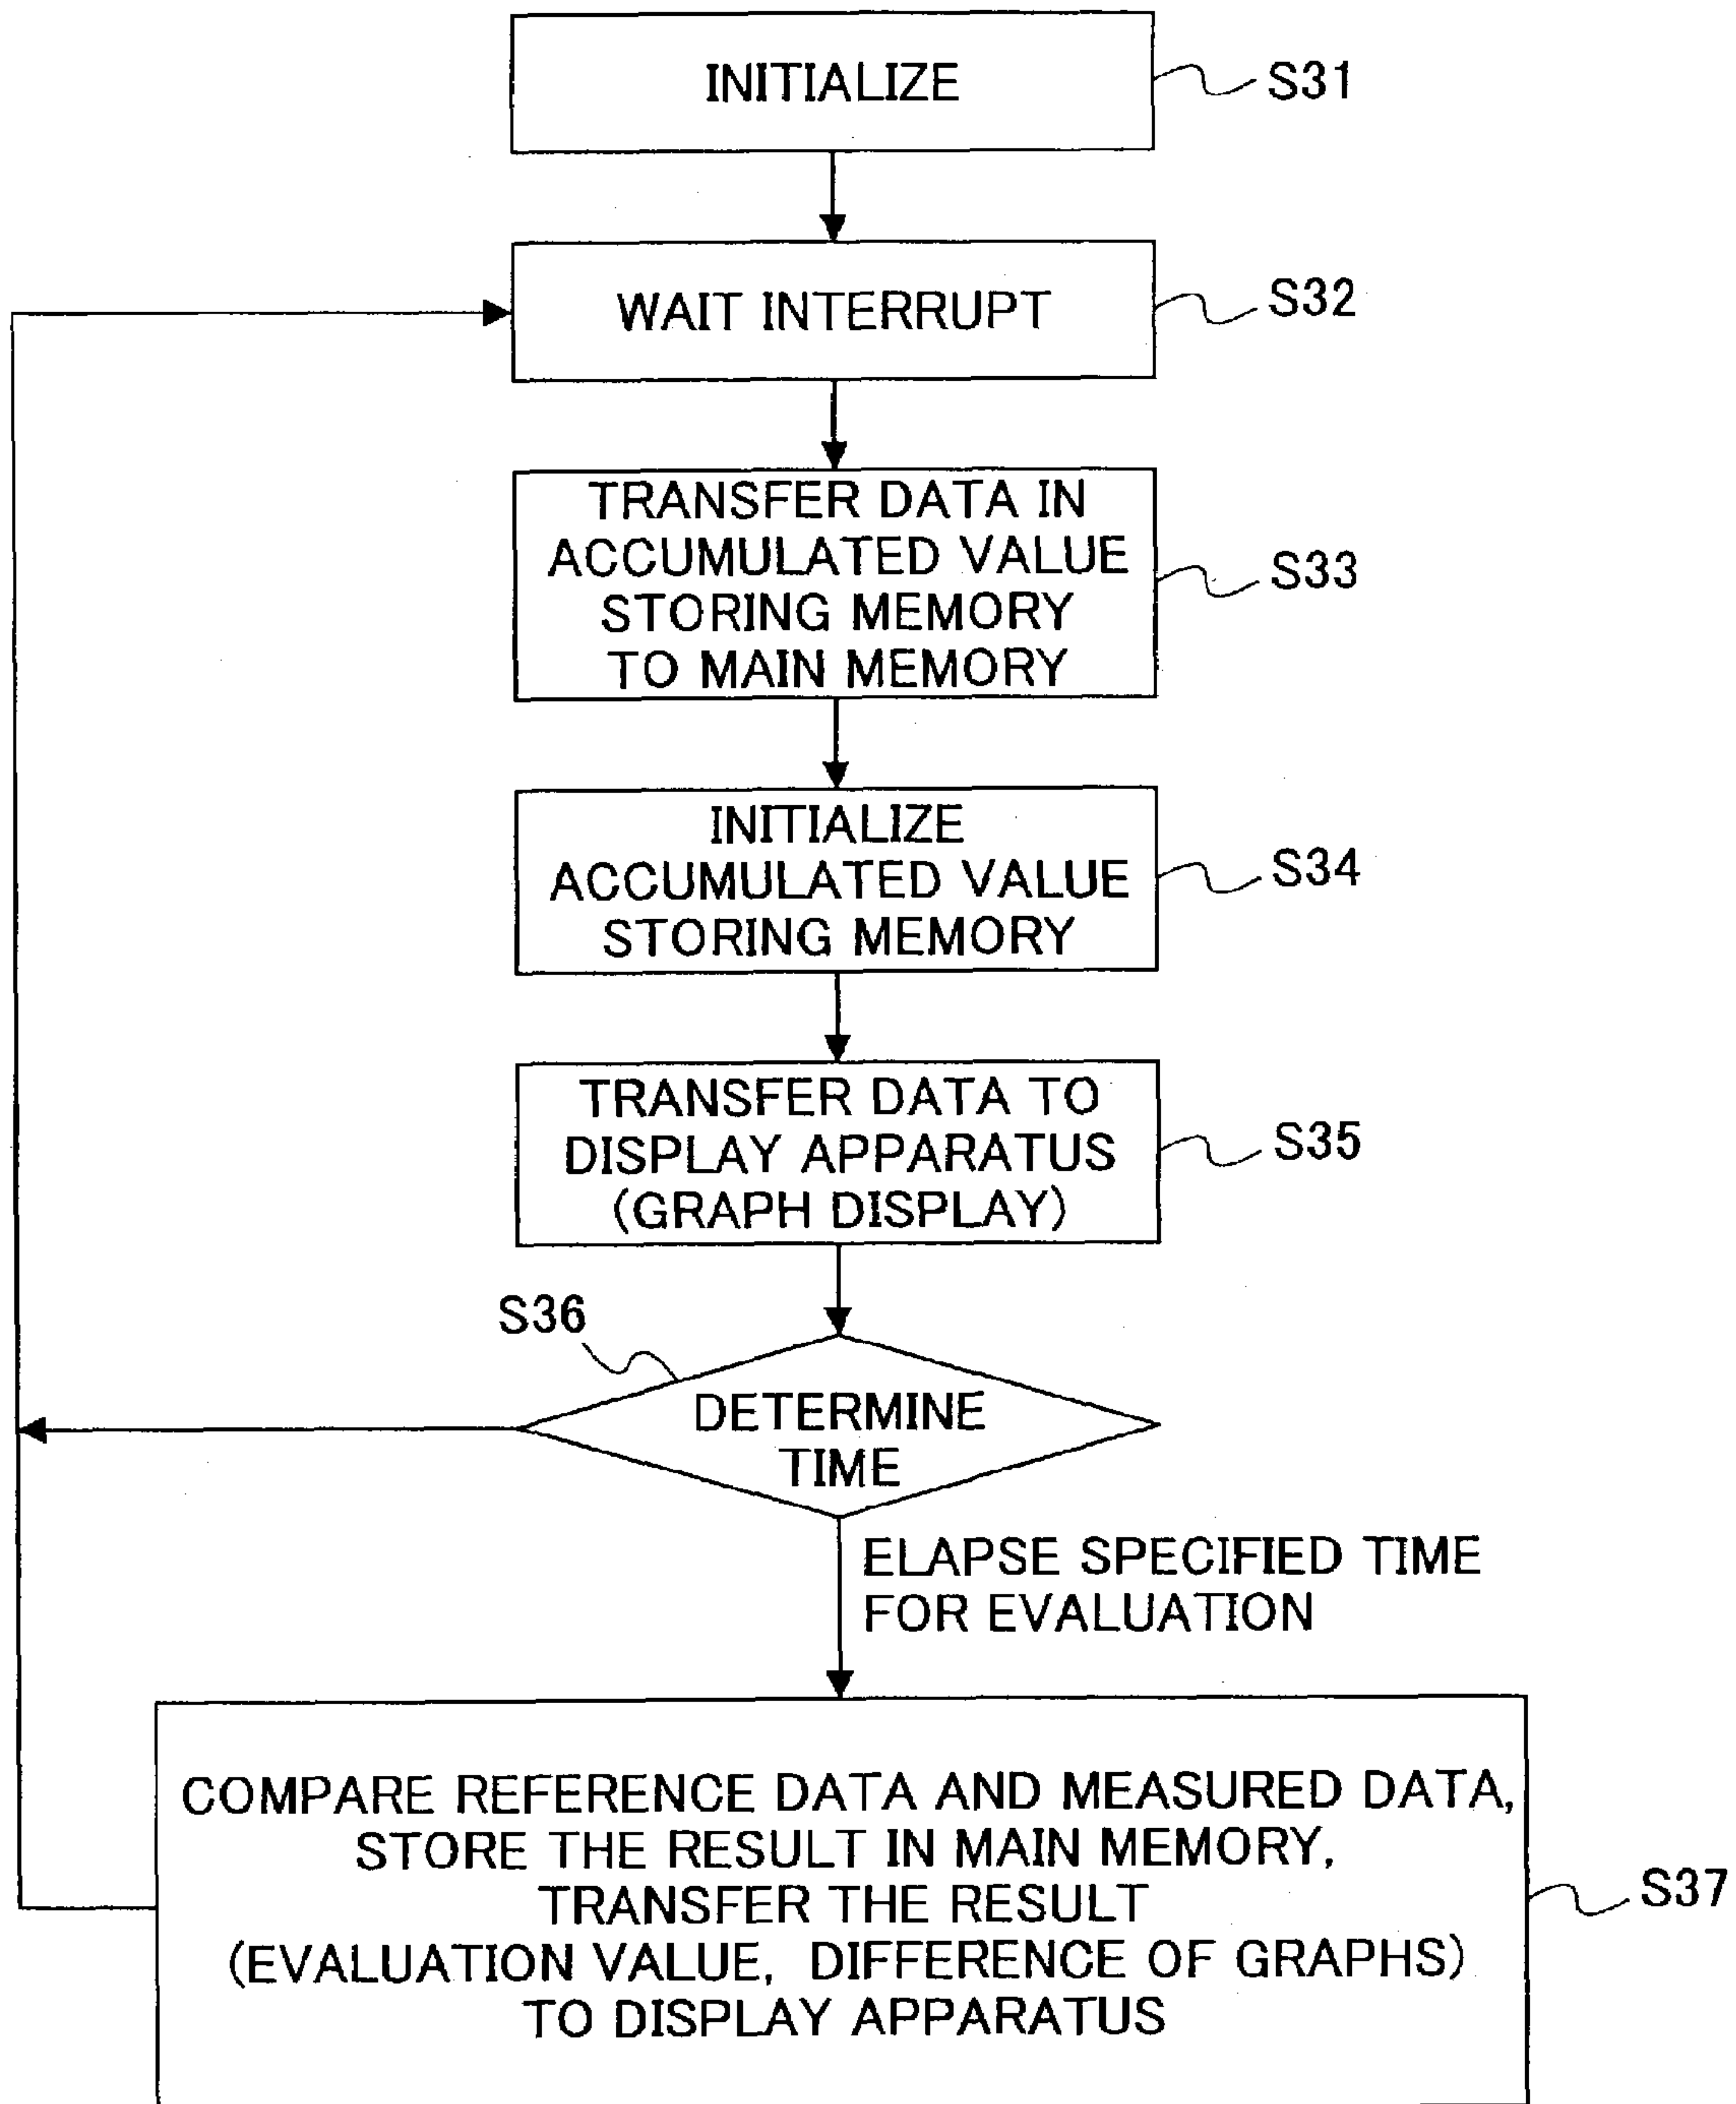 INITIALIZE
S31
WAIT INTERRUPT
S32
TRANSFER DATA IN
ACCUMULATED VALUE
STORING MEMORY
TO MAIN MEMORY
S33
INITIALIZE
ACCUMULATED VALUE
STORING MEMORY
S34
TRANSFER DATA TO
DISPLAY APPARATUS
(GRAPH DISPLAY)
S35
S36
DETERMINE
TIME
ELAPSE SPECIFIED TIME
FOR EVALUATION
COMPARE REFERENCE DATA AND MEASURED DATA,
STORE THE RESULT IN MAIN MEMORY,
TRANSFER THE RESULT
(EVALUATION VALUE, DIFFERENCE OF GRAPHS)
TO DISPLAY APPARATUS
S37